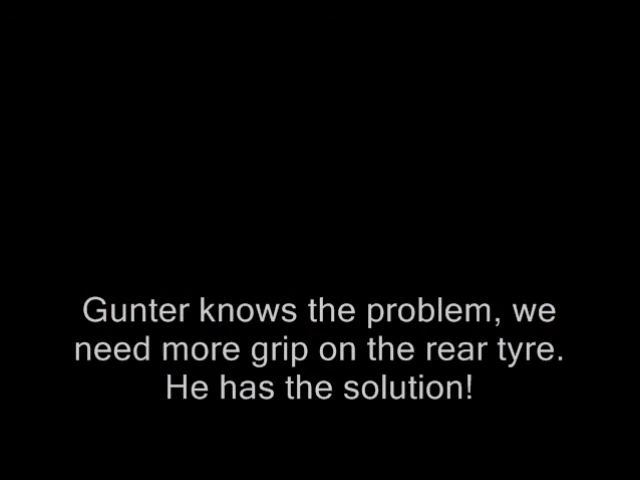 Gunter knows the problem, we
need more grip on the rear tyre.
He has the solution!